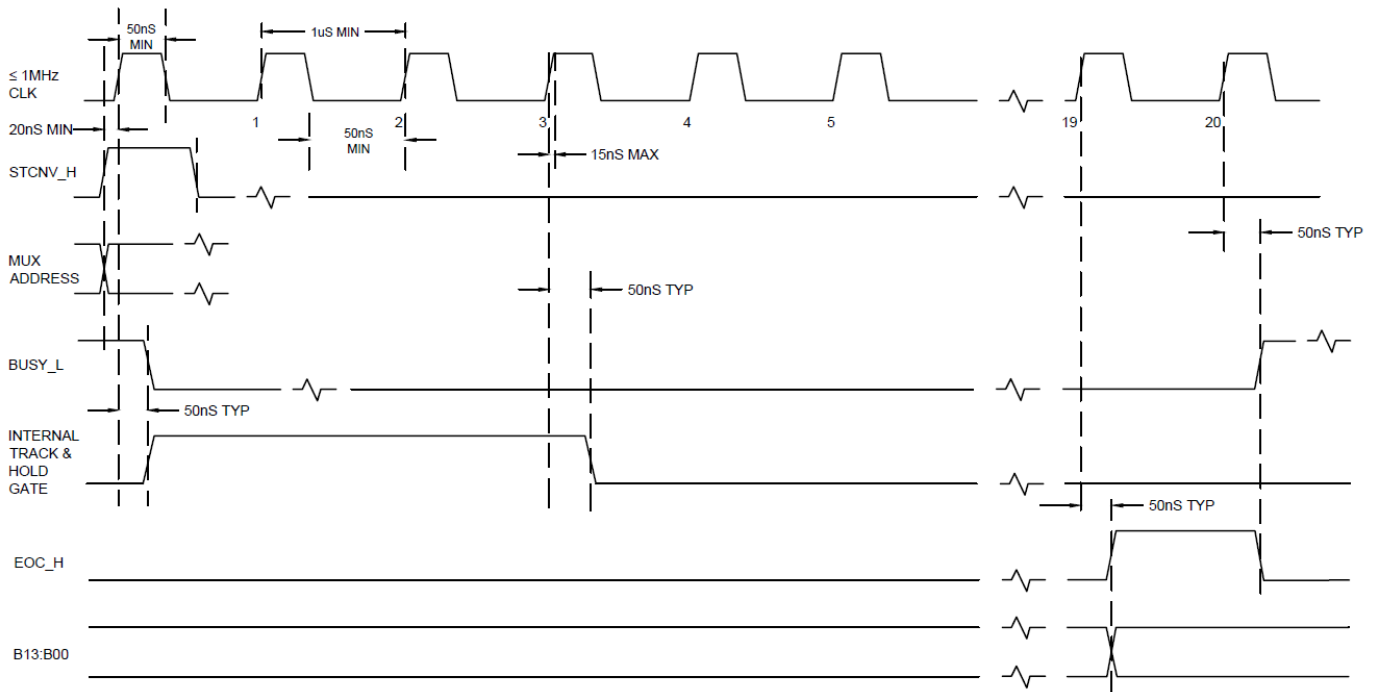 50nS
MIN
1uS MIN
≤ 1MHz
CLK
1
2
3
4
5
19
20
20nS MIN
50nS
MIN
15nS MAX
STCNV_H
50nS TYP
MUX
ADDRESS
50nS TYP
BUSY_L
50nS TYP
INTERNAL
TRACK &
HOLD
GATE
50nS TYP
EOC_H
B13:B00